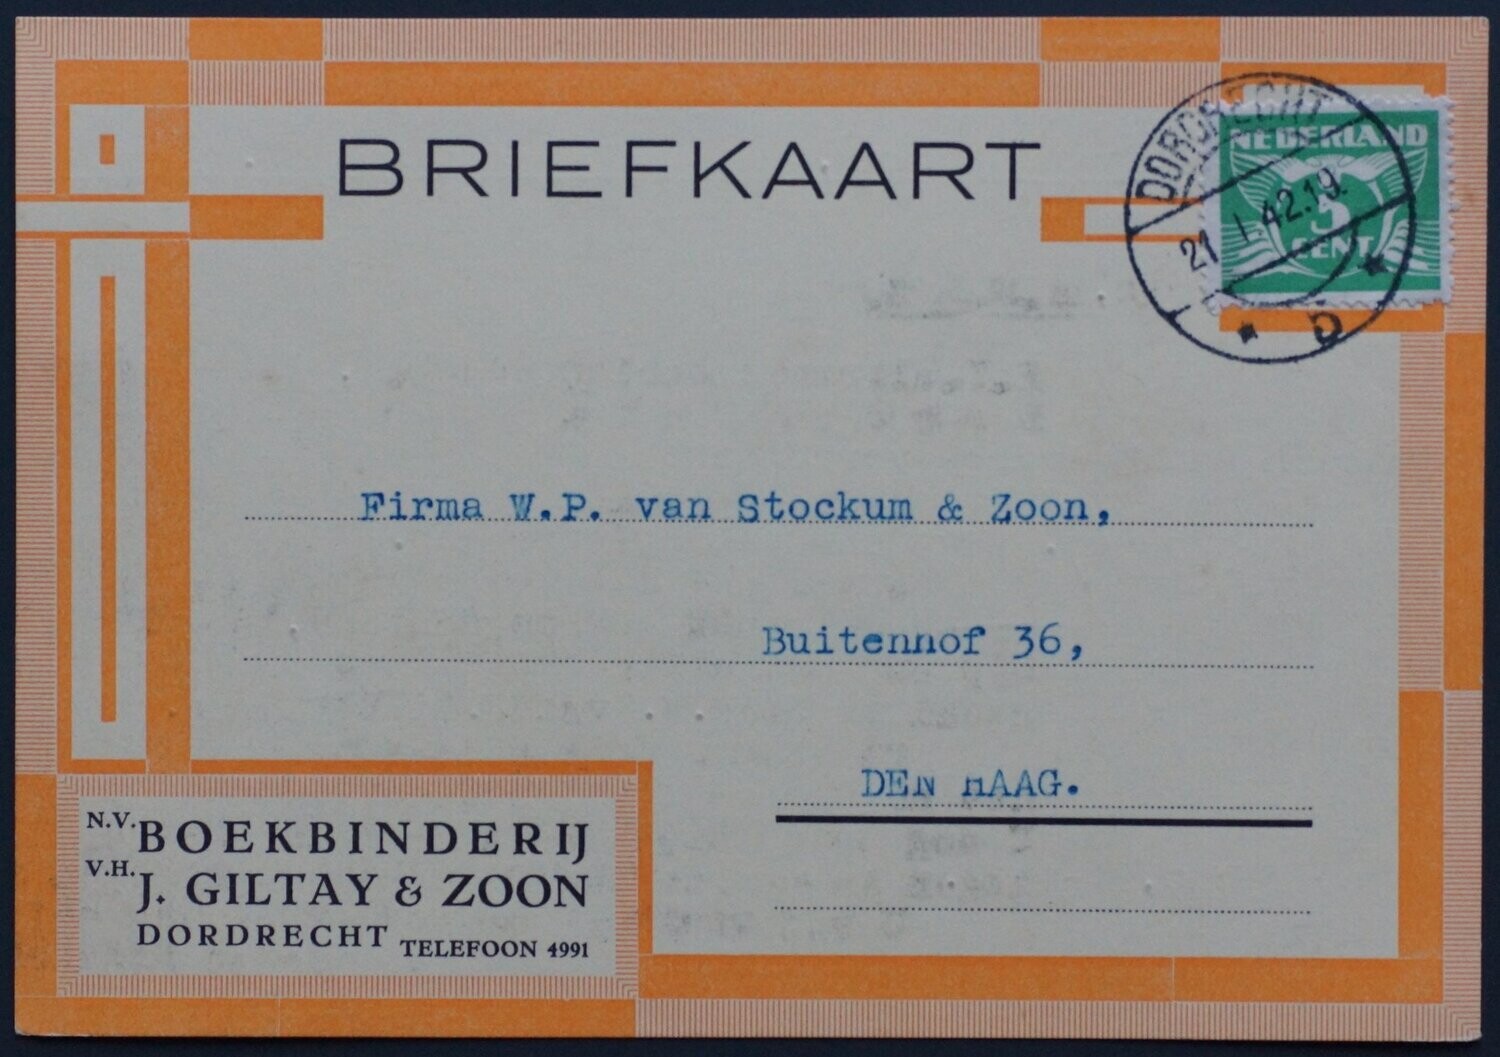 BRIEFKAART
DORDRECHT
21 I.42.19.
NEDERLAND
3
CENT
Firma W.P. van Stockum & Zoon,
Buitenhof 36,
DEN HAAG.
N.V. BOEKBINDERIJ
V.H. J. GILTAY & ZOON
DORDRECHT TELEFOON 4991